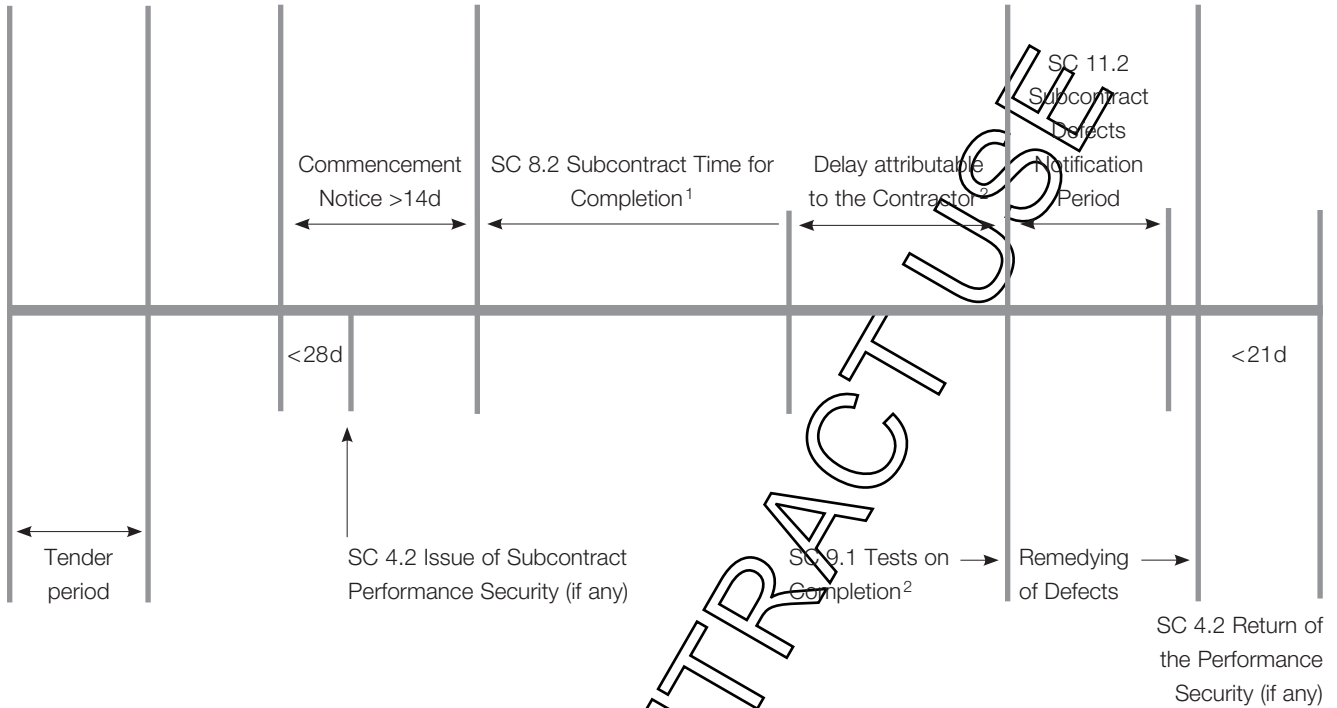 SC 11.2
Subcontract
Defects
Notification
Period
Commencement
Notice >14d
SC 8.2 Subcontract Time for
Completion1
Delay attributable
to the Contractor2
<28d
<21d
Tender
period
SC 4.2 Issue of Subcontract
Performance Security (if any)
SC 9.1 Tests on
Completion2
Remedying
of Defects
SC 4.2 Return of
the Performance
Security (if any)
TRACT USE